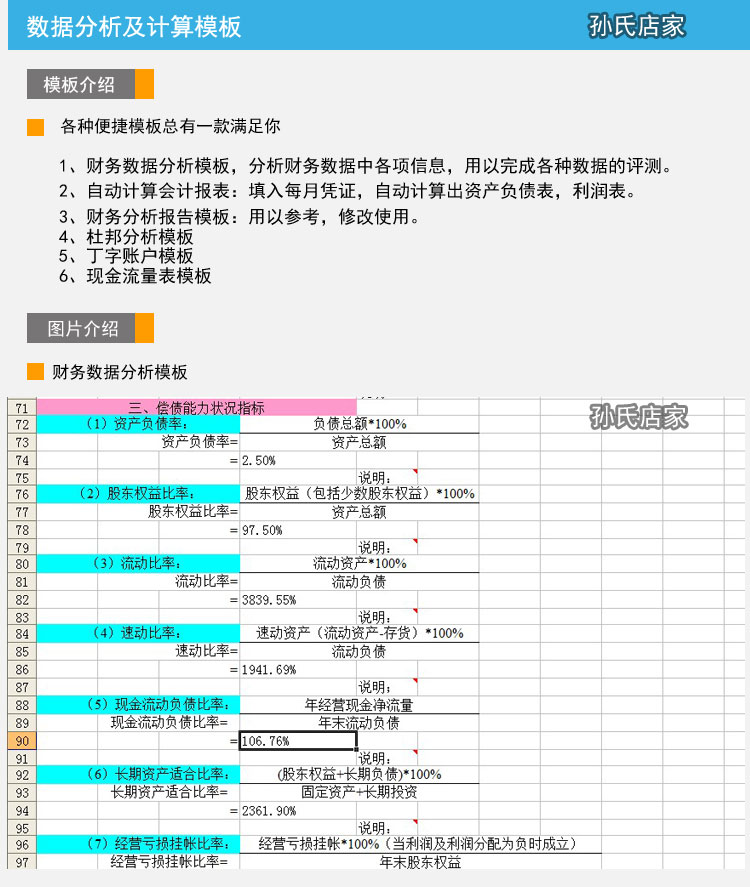 数据分析及计算模板
孙氏店家
模板介绍
各种便捷模板总有一款满足你
1、财务数据分析模板，分析财务数据中各项信息，用以完成各种数据的评测。
2、自动计算会计报表：填入每月凭证，自动计算出资产负债表，利润表。
3、财务分析报告模板：用以参考，修改使用。
4、杜邦分析模板
5、丁字账户模板
6、现金流量表模板
图片介绍
财务数据分析模板
孙氏店家
71 三、偿债能力状况指标
72 （1）资产负债率： 负债总额*100%
73 资产负债率= 资产总额
74 = 2.50%
75 说明：
76 （2）股东权益比率： 股东权益（包括少数股东权益）*100%
77 股东权益比率= 资产总额
78 = 97.50%
79 说明：
80 （3）流动比率： 流动资产*100%
81 流动比率= 流动负债
82 = 3839.55%
83 说明：
84 （4）速动比率： 速动资产（流动资产-存货）*100%
85 速动比率= 流动负债
86 = 1941.69%
87 说明：
88 （5）现金流动负债比率： 年经营现金净流量
89 现金流动负债比率= 年末流动负债
90 = 106.76%
91 说明：
92 （6）长期资产适合比率： (股东权益+长期负债)*100%
93 长期资产适合比率= 固定资产+长期投资
94 = 2361.90%
95 说明：
96 （7）经营亏损挂帐比率： 经营亏损挂帐*100%（当利润及利润分配为负时成立）
97 经营亏损挂帐比率= 年末股东权益